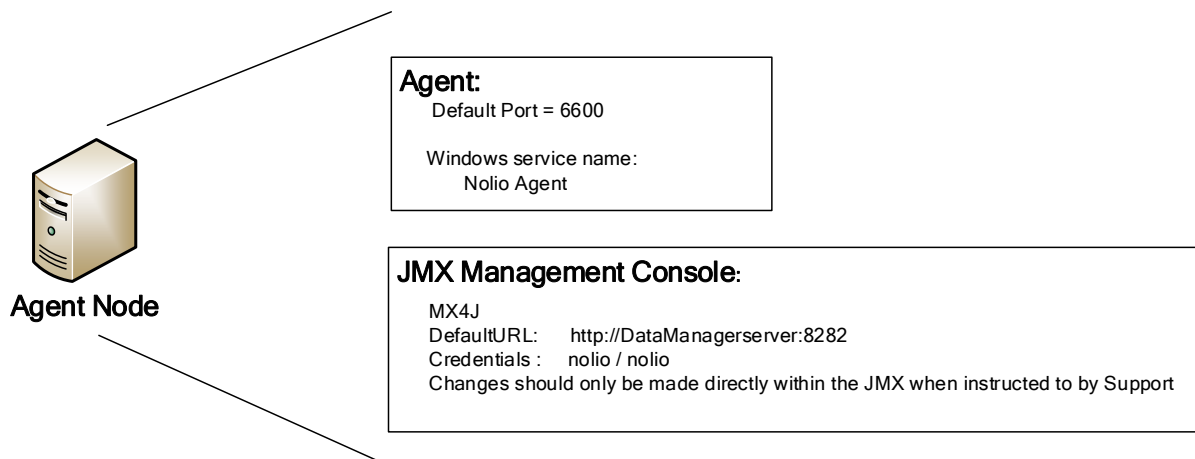 Agent:
Default Port = 6600
Windows service name:
Nolio Agent
Agent Node
JMX Management Console:
MX4J
DefaultURL: http://DataManagerserver:8282
Credentials : nolio / nolio
Changes should only be made directly within the JMX when instructed to by Support